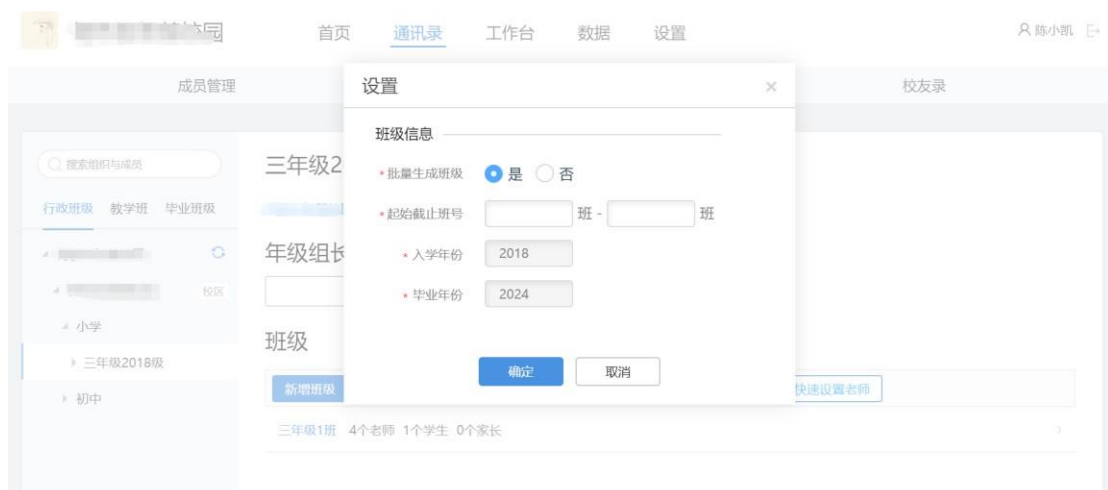 校园 首页 通讯录 工作台 数据 设置 陈小凯
成员管理 校友录
设置 ×
班级信息
搜索组织与成员
三年级2
*批量生成班级 是 否
行政班级 教学班 毕业班级
*起始截止班号 班 - 班
年级组长
*入学年份 2018
校区
*毕业年份 2024
小学
班级
三年级2018级
确定 取消
新增班级 快速设置老师
初中
三年级1班 4个老师 1个学生 0个家长